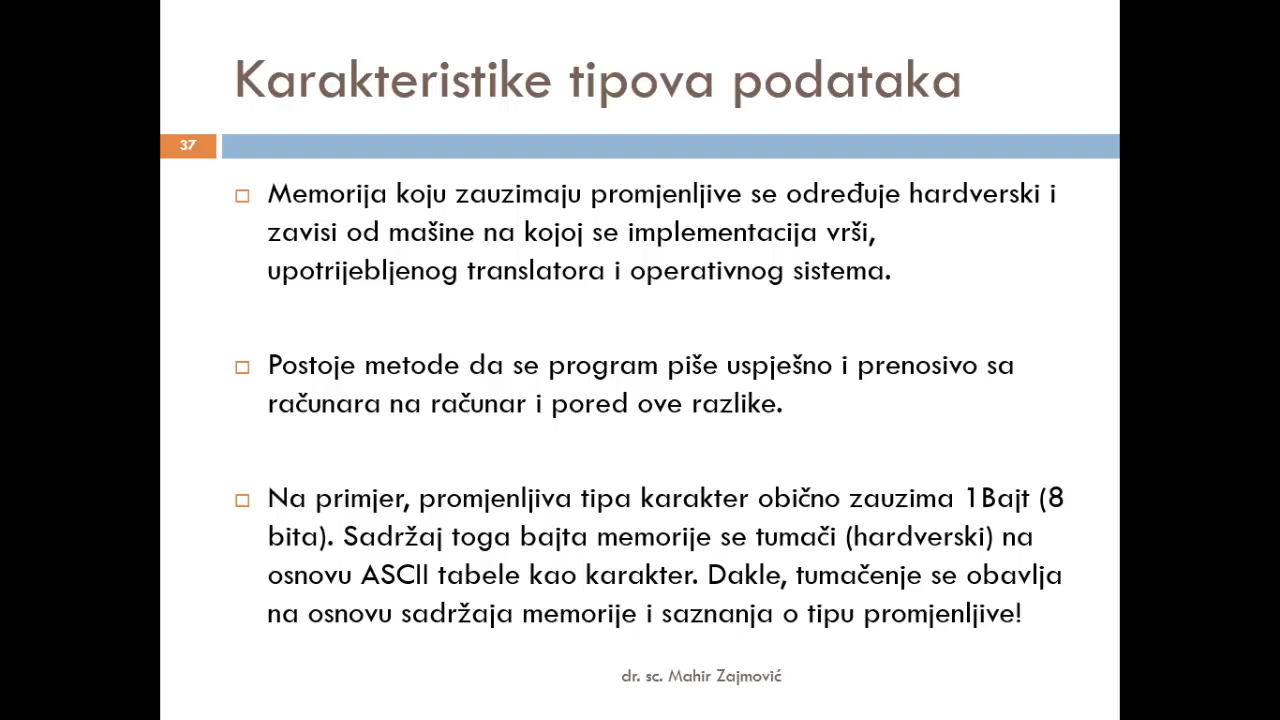 Karakteristike tipova podataka
37
Memorija koju zauzimaju promjenljive se određuje hardverski i
zavisi od mašine na kojoj se implementacija vrši,
upotrijebljenog translatora i operativnog sistema.
Postoje metode da se program piše uspješno i prenosivo sa
računara na računar i pored ove razlike.
Na primjer, promjenljiva tipa karakter obično zauzima 1Bajt (8
bita). Sadržaj toga bajta memorije se tumači (hardverski) na
osnovu ASCII tabele kao karakter. Dakle, tumačenje se obavlja
na osnovu sadržaja memorije i saznanja o tipu promjenljive!
dr. sc. Mahir Zajmović